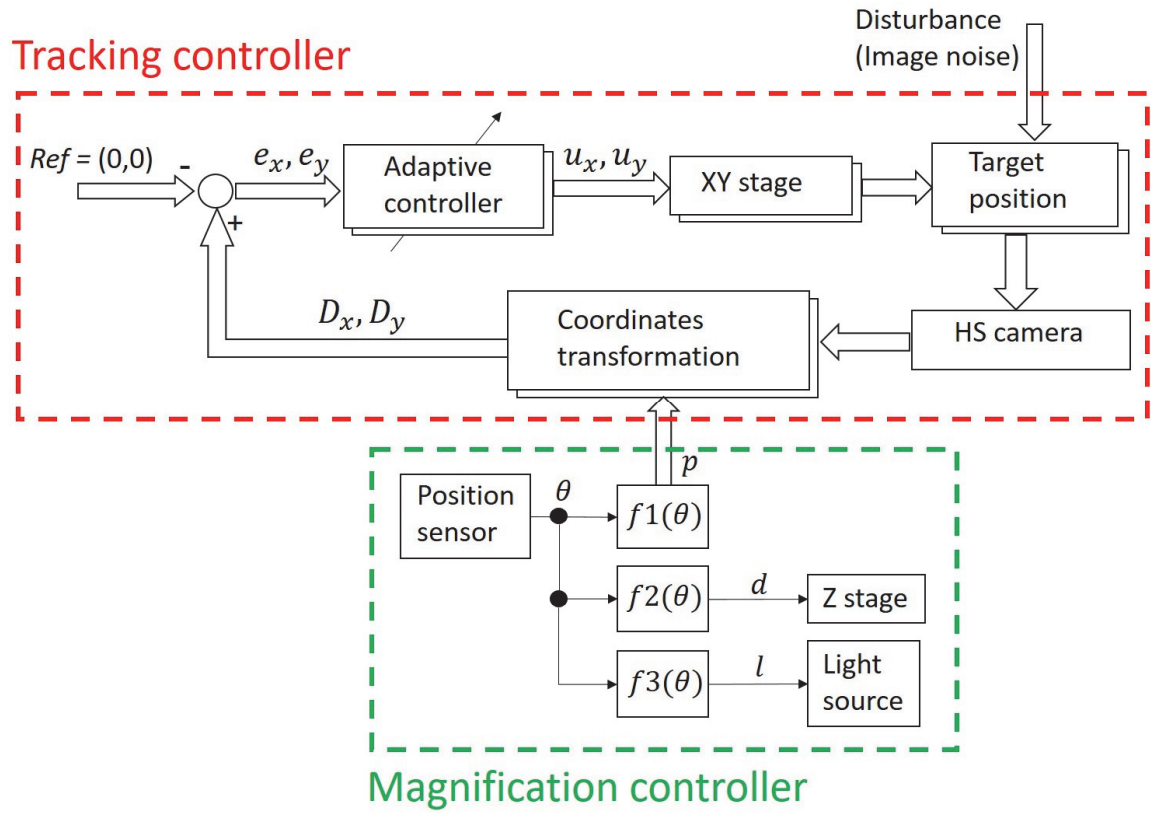 Disturbance
(Image noise)
Tracking controller
Ref = (0,0)
-
+
e_x, e_y
Adaptive
controller
u_x, u_y
XY stage
Target
position
D_x, D_y
Coordinates
transformation
HS camera
p
Position
sensor
θ
f1(θ)
f2(θ)
d
Z stage
f3(θ)
l
Light
source
Magnification controller